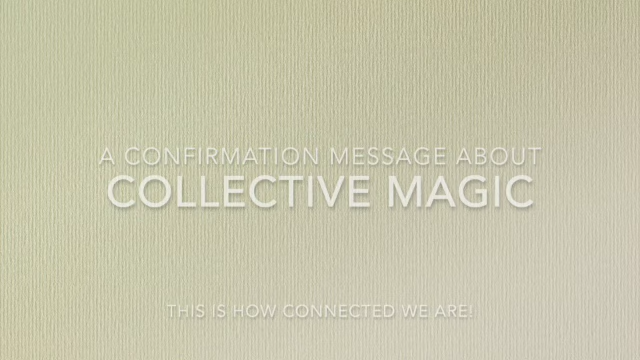 A CONFIRMATION MESSAGE ABOUT
COLLECTIVE MAGIC
THIS IS HOW CONNECTED WE ARE!